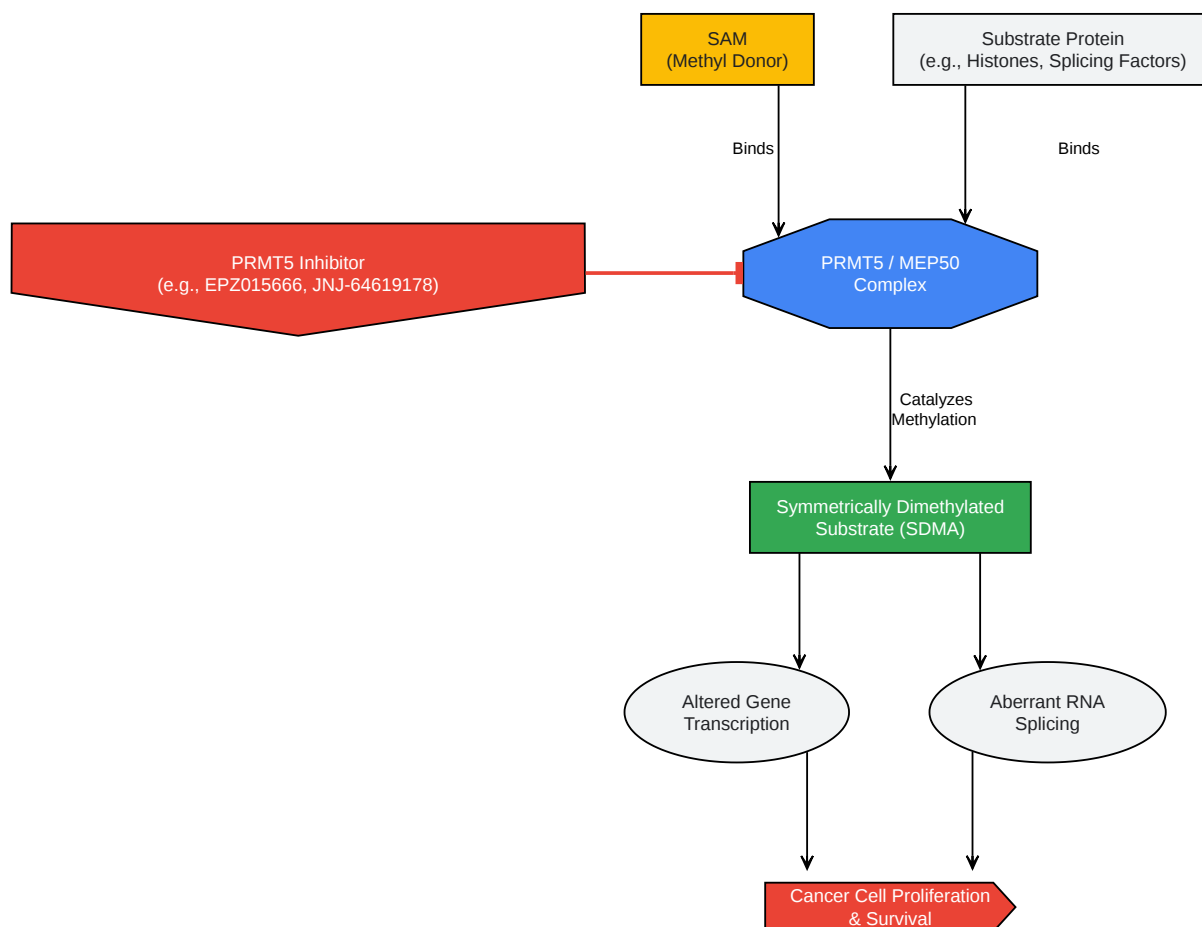 SAM
(Methyl Donor)
Substrate Protein
(e.g., Histones, Splicing Factors)
Binds
Binds
PRMT5 Inhibitor
(e.g., EPZ015666, JNJ-64619178)
PRMT5 / MEP50
Complex
Catalyzes
Methylation
Symmetrically Dimethylated
Substrate (SDMA)
Altered Gene
Transcription
Aberrant RNA
Splicing
Cancer Cell Proliferation
& Survival